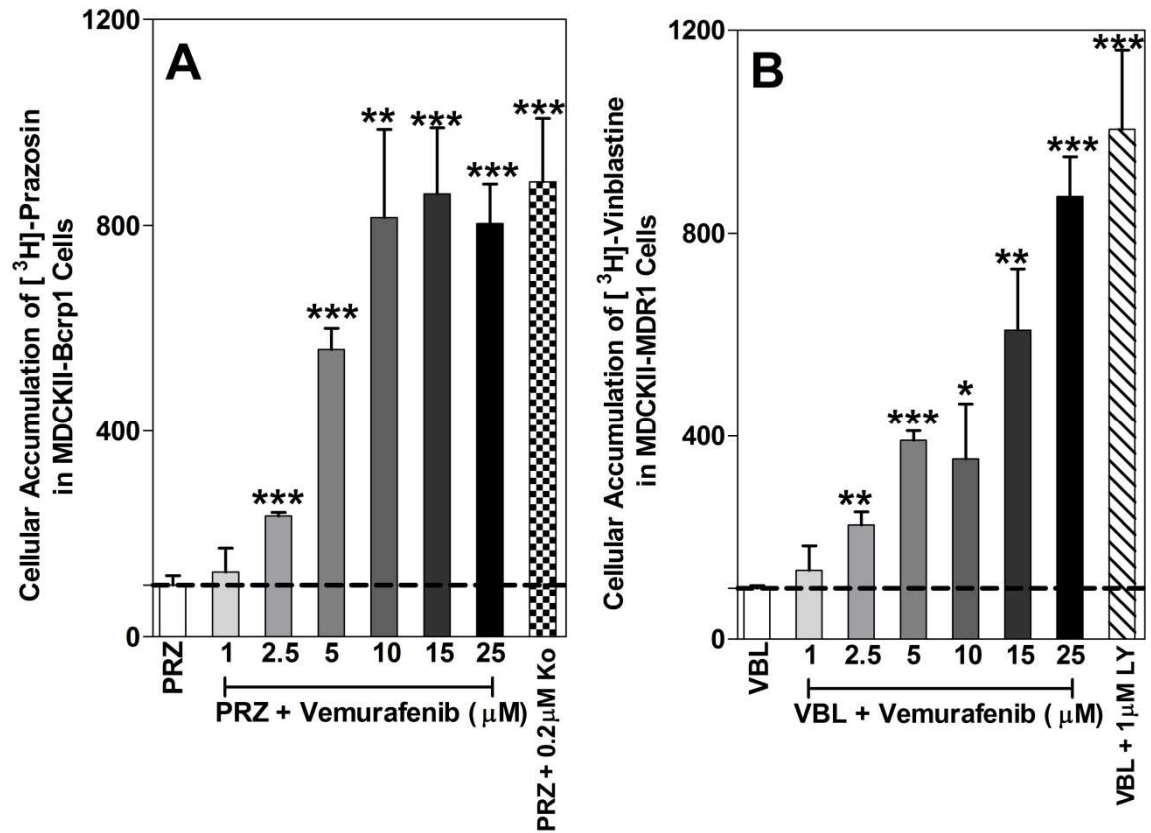 A
Cellular Accumulation of [ ³H]-Prazosin
in MDCKII-Bcrp1 Cells
1200
800
400
0
***
***
**
***
***
***
PRZ
1
2.5
5
10
15
25
PRZ + 0.2μM Ko
PRZ + Vemurafenib ( μM)
B
Cellular Accumulation of [ ³H]-Vinblastine
in MDCKII-MDR1 Cells
1200
800
400
0
**
***
*
**
***
***
VBL
1
2.5
5
10
15
25
VBL + 1μM LY
VBL + Vemurafenib ( μM)